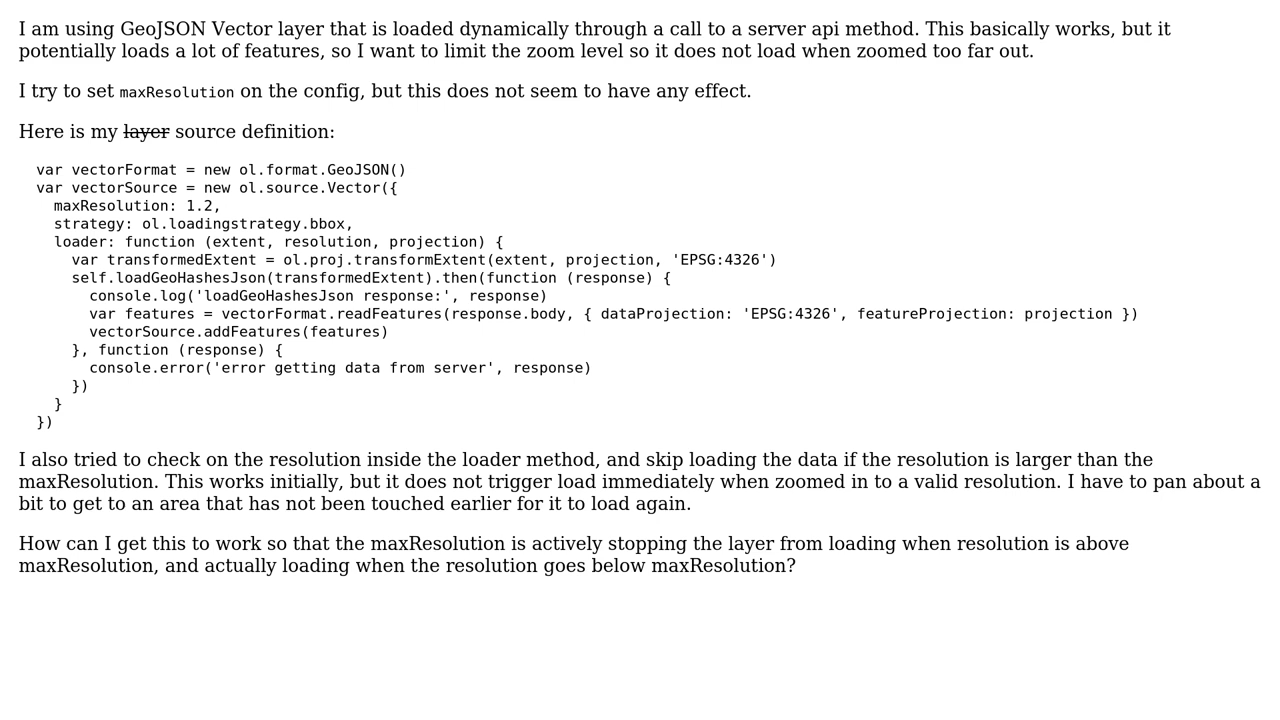 I am using GeoJSON Vector layer that is loaded dynamically through a call to a server api method. This basically works, but it
potentially loads a lot of features, so I want to limit the zoom level so it does not load when zoomed too far out.
I try to set maxResolution on the config, but this does not seem to have any effect.
Here is my layer source definition:
var vectorFormat = new ol.format.GeoJSON()
var vectorSource = new ol.source.Vector({
  maxResolution: 1.2,
  strategy: ol.loadingstrategy.bbox,
  loader: function (extent, resolution, projection) {
    var transformedExtent = ol.proj.transformExtent(extent, projection, 'EPSG:4326')
    self.loadGeoHashesJson(transformedExtent).then(function (response) {
      console.log('loadGeoHashesJson response:', response)
      var features = vectorFormat.readFeatures(response.body, { dataProjection: 'EPSG:4326', featureProjection: projection })
      vectorSource.addFeatures(features)
    }, function (response) {
      console.error('error getting data from server', response)
    })
  }
})
I also tried to check on the resolution inside the loader method, and skip loading the data if the resolution is larger than the
maxResolution. This works initially, but it does not trigger load immediately when zoomed in to a valid resolution. I have to pan about a
bit to get to an area that has not been touched earlier for it to load again.
How can I get this to work so that the maxResolution is actively stopping the layer from loading when resolution is above
maxResolution, and actually loading when the resolution goes below maxResolution?